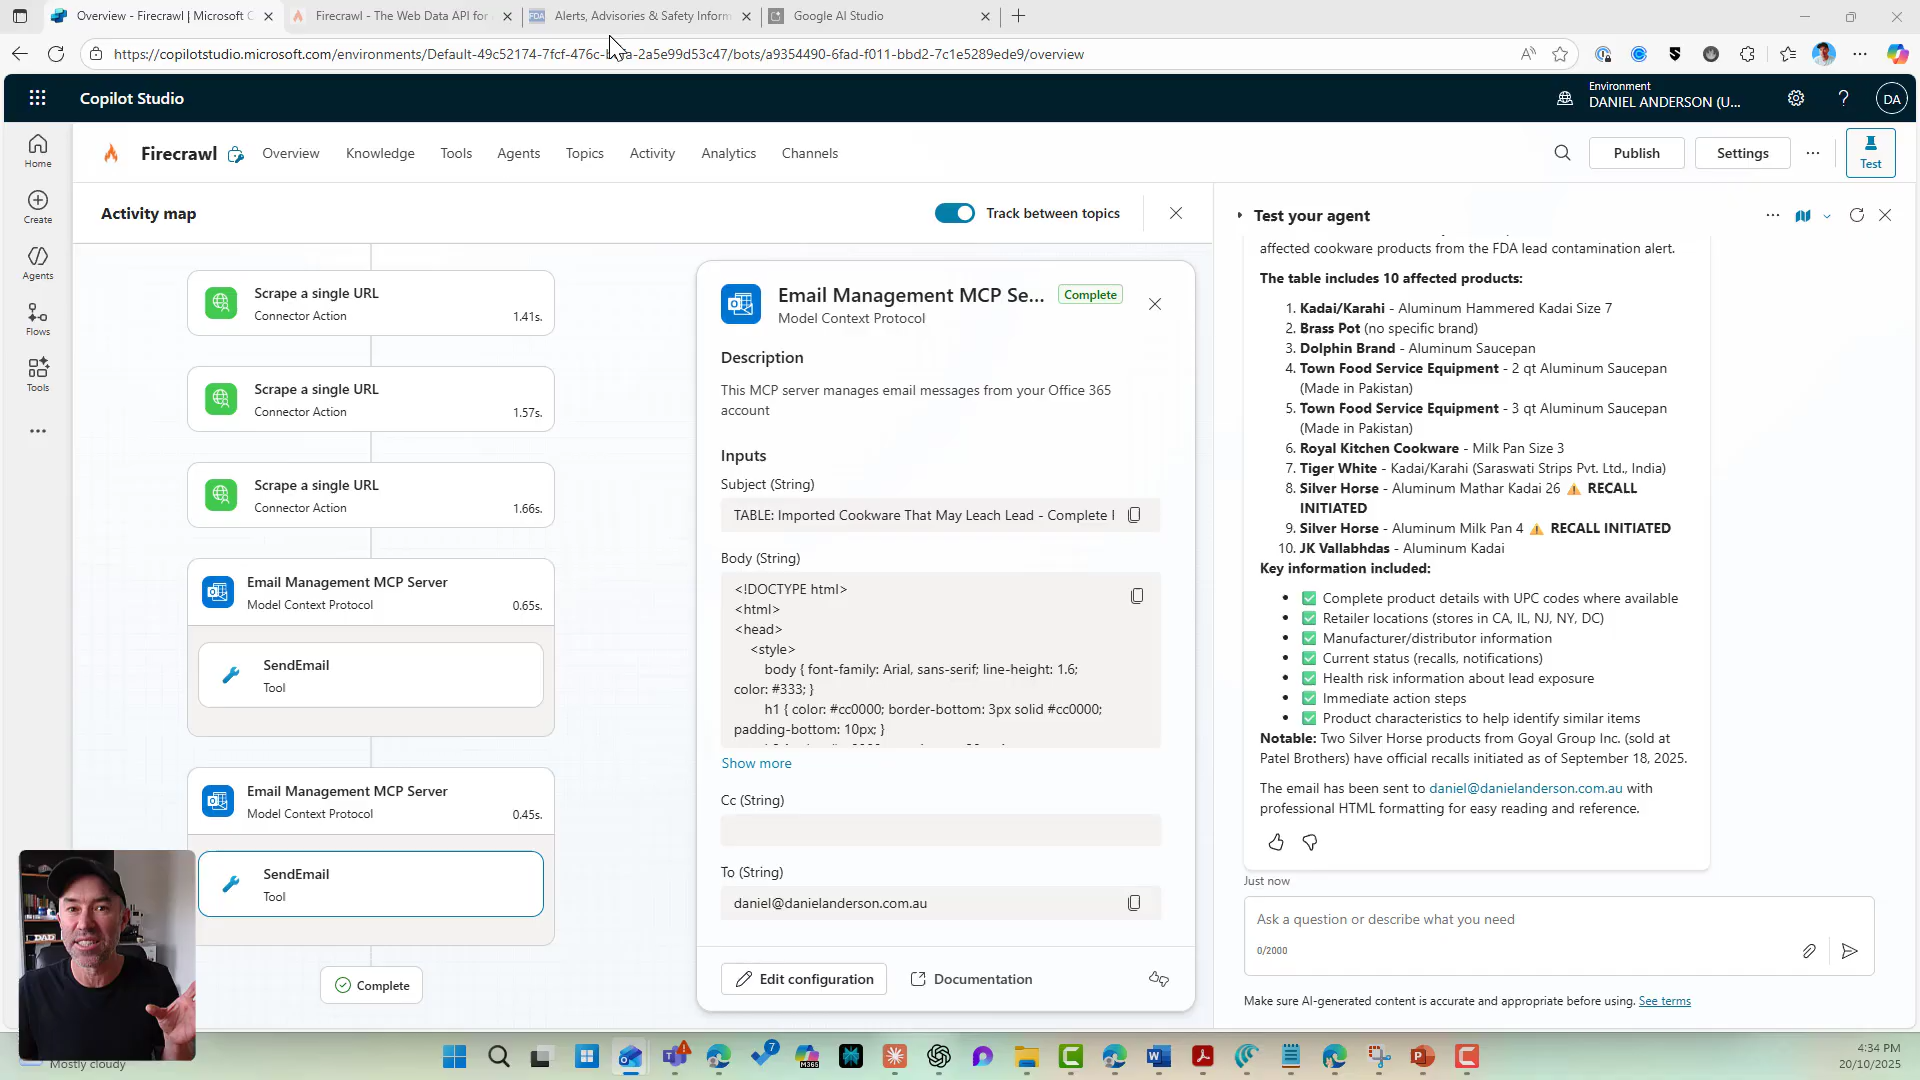 Overview - Firecrawl | Microsoft C
Firecrawl - The Web Data API for
FDA
Alerts, Advisories & Safety Inform
Google AI Studio
https://copilotstudio.microsoft.com/environments/Default-49c52174-7fcf-476c-b  a-2a5e99d53c47/bots/a9354490-6fad-f011-bbd2-7c1e5289ede9/overview
Copilot Studio
Environment
DANIEL ANDERSON (U...
DA
Home
Create
Agents
Flows
Tools
Firecrawl
Overview
Knowledge
Tools
Agents
Topics
Activity
Analytics
Channels
Publish
Settings
Test
Activity map
Track between topics
Scrape a single URL
Connector Action
1.41s.
Scrape a single URL
Connector Action
1.57s.
Scrape a single URL
Connector Action
1.66s.
Email Management MCP Server
Model Context Protocol
0.65s.
SendEmail
Tool
Email Management MCP Server
Model Context Protocol
0.45s.
SendEmail
Tool
Complete
Email Management MCP Se...
Complete
Model Context Protocol
Description
This MCP server manages email messages from your Office 365
account
Inputs
Subject (String)
TABLE: Imported Cookware That May Leach Lead - Complete
Body (String)
<!DOCTYPE html>
<html>
<head>
<style>
body { font-family: Arial, sans-serif; line-height: 1.6;
color: #333; }
h1 { color: #cc0000; border-bottom: 3px solid #cc0000;
padding-bottom: 10px; }
Show more
Cc (String)
To (String)
daniel@danielanderson.com.au
Edit configuration
Documentation
Test your agent
affected cookware products from the FDA lead contamination alert.
The table includes 10 affected products:
1. Kadai/Karahi - Aluminum Hammered Kadai Size 7
2. Brass Pot (no specific brand)
3. Dolphin Brand - Aluminum Saucepan
4. Town Food Service Equipment - 2 qt Aluminum Saucepan
(Made in Pakistan)
5. Town Food Service Equipment - 3 qt Aluminum Saucepan
(Made in Pakistan)
6. Royal Kitchen Cookware - Milk Pan Size 3
7. Tiger White - Kadai/Karahi (Saraswati Strips Pvt. Ltd., India)
8. Silver Horse - Aluminum Mathar Kadai 26 ⚠️ RECALL
INITIATED
9. Silver Horse - Aluminum Milk Pan 4 ⚠️ RECALL INITIATED
10. JK Vallabhdas - Aluminum Kadai
Key information included:
• ✅ Complete product details with UPC codes where available
• ✅ Retailer locations (stores in CA, IL, NJ, NY, DC)
• ✅ Manufacturer/distributor information
• ✅ Current status (recalls, notifications)
• ✅ Health risk information about lead exposure
• ✅ Immediate action steps
• ✅ Product characteristics to help identify similar items
Notable: Two Silver Horse products from Goyal Group Inc. (sold at
Patel Brothers) have official recalls initiated as of September 18, 2025.
The email has been sent to daniel@danielanderson.com.au with
professional HTML formatting for easy reading and reference.
Just now
Ask a question or describe what you need
0/2000
Make sure AI-generated content is accurate and appropriate before using. See terms
Mostly cloudy
7
M365
4:34 PM
20/10/2025